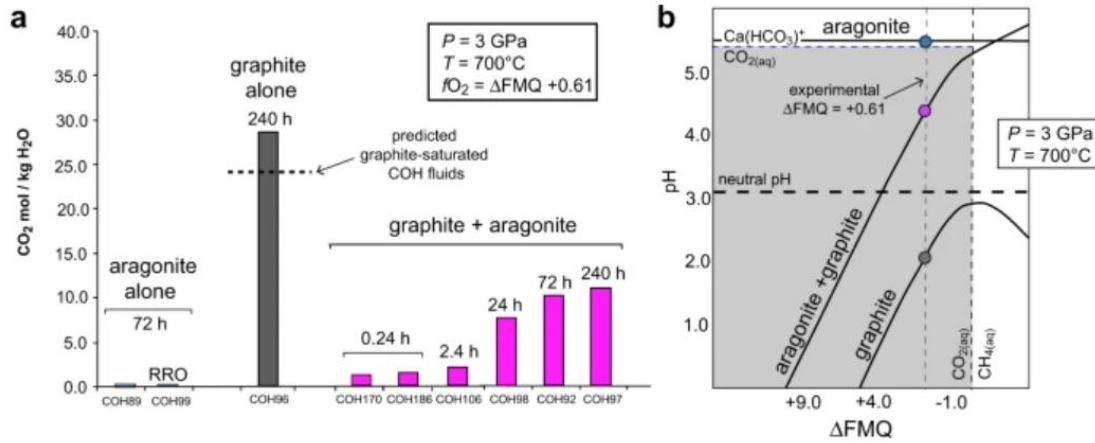 a
40.0
35.0
30.0
25.0
20.0
15.0
10.0
5.0
0.0
CO2 mol / kg H2O
P = 3 GPa
T = 700°C
fO2 = ΔFMQ +0.61
graphite
alone
240 h
predicted
graphite-saturated
COH fluids
graphite + aragonite
aragonite
alone
72 h
RRO
0.24 h
2.4 h
24 h
72 h
240 h
COH89
COH99
COH96
COH170
COH186
COH106
COH98
COH92
COH97
b
Ca(HCO3)+
aragonite
CO2(aq)
5.0
4.0
3.0
2.0
1.0
pH
experimental
ΔFMQ = +0.61
P = 3 GPa
T = 700°C
neutral pH
aragonite +graphite
graphite
CO2(aq)
CH4(aq)
+9.0
+4.0
-1.0
ΔFMQ